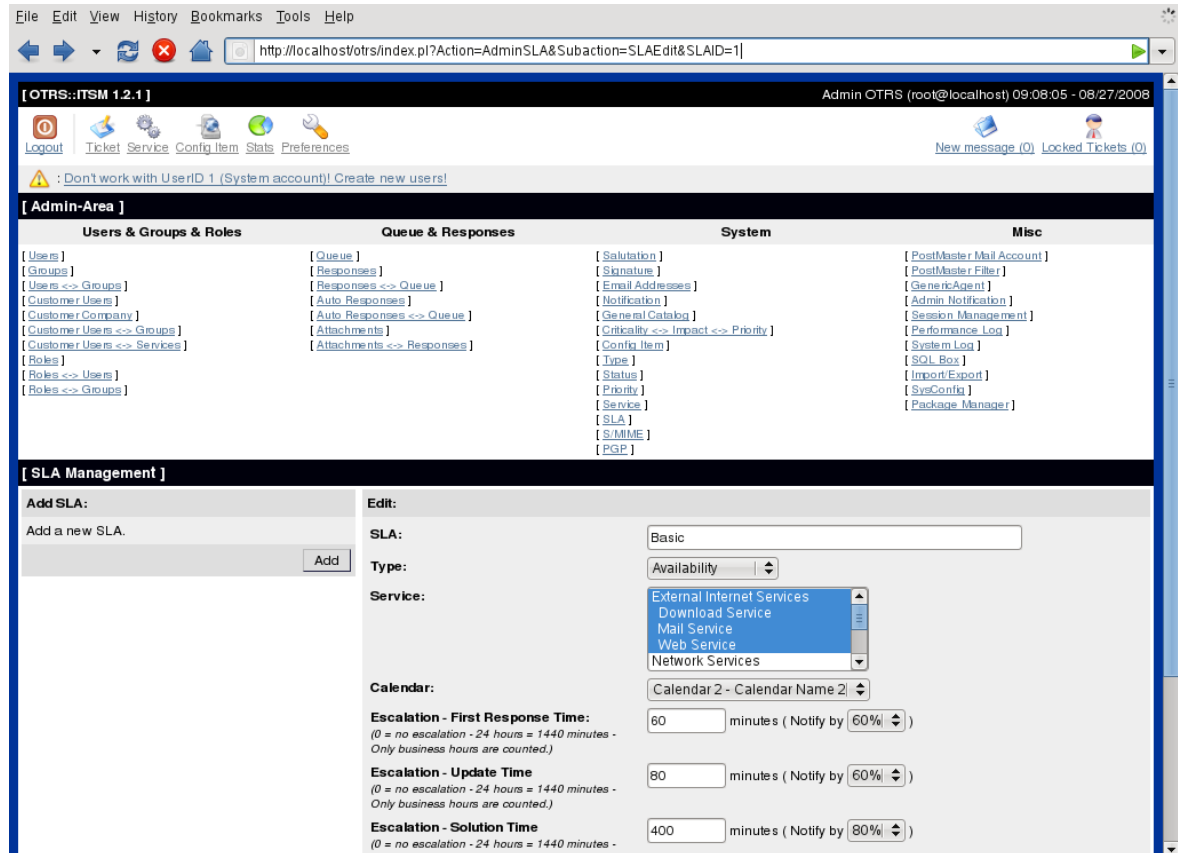 File Edit View History Bookmarks Tools Help
http://localhost/otrs/index.pl?Action=AdminSLA&Subaction=SLAEdit&SLAID=1
[ OTRS::ITSM 1.2.1 ] Admin OTRS (root@localhost) 09:08:05 - 08/27/2008
Logout Ticket Service Config Item Stats Preferences New message (0) Locked Tickets (0)
: Don't work with UserID 1 (System account)! Create new users!
[ Admin-Area ]
Users & Groups & Roles Queue & Responses System Misc
[ Users ] [ Queue ] [ Salutation ] [ PostMaster Mail Account ]
[ Groups ] [ Responses ] [ Signature ] [ PostMaster Filter ]
[ Users <-> Groups ] [ Responses <-> Queue ] [ Email Addresses ] [ GenericAgent ]
[ Customer Users ] [ Auto Responses ] [ Notification ] [ Admin Notification ]
[ Customer Company ] [ Auto Responses <-> Queue ] [ General Catalog ] [ Session Management ]
[ Customer Users <-> Groups ] [ Attachments ] [ Criticality <-> Impact <-> Priority ] [ Performance Log ]
[ Customer Users <-> Services ] [ Attachments <-> Responses ] [ Config Item ] [ System Log ]
[ Roles ] [ Type ] [ SQL Box ]
[ Roles <-> Users ] [ Status ] [ Import/Export ]
[ Roles <-> Groups ] [ Priority ] [ SysConfig ]
[ Service ] [ Package Manager ]
[ SLA ]
[ S/MIME ]
[ PGP ]
[ SLA Management ]
Add SLA: Edit:
Add a new SLA. SLA: Basic
Add Type: Availability
Service: External Internet Services
Download Service
Mail Service
Web Service
Network Services
Calendar: Calendar 2 - Calendar Name 2
Escalation - First Response Time: 60 minutes ( Notify by 60% )
(0 = no escalation - 24 hours = 1440 minutes -
Only business hours are counted.)
Escalation - Update Time 80 minutes ( Notify by 60% )
(0 = no escalation - 24 hours = 1440 minutes -
Only business hours are counted.)
Escalation - Solution Time 400 minutes ( Notify by 80% )
(0 = no escalation - 24 hours = 1440 minutes -